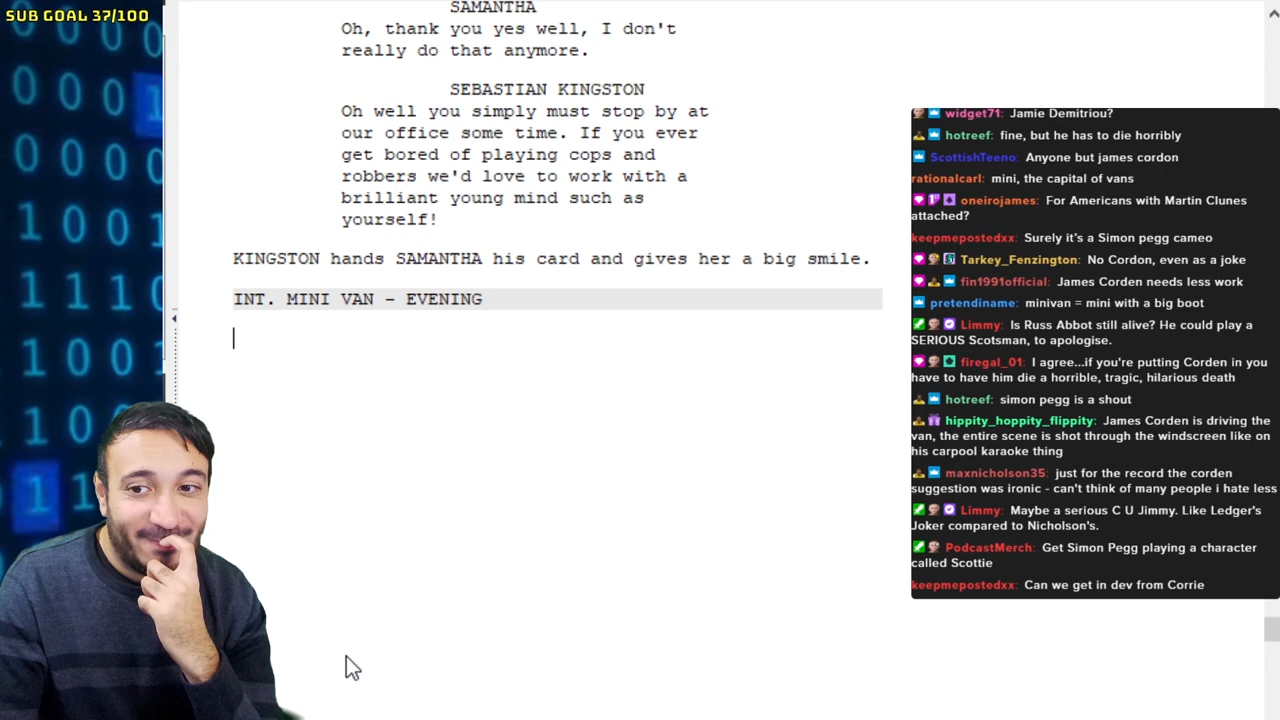 SUB GOAL 37/100
SAMANTHA
Oh, thank you yes well, I don't
really do that anymore.
SEBASTIAN KINGSTON
Oh well you simply must stop by at
our office some time. If you ever
get bored of playing cops and
robbers we'd love to work with a
brilliant young mind such as
yourself!
KINGSTON hands SAMANTHA his card and gives her a big smile.
INT. MINI VAN - EVENING
widget71: Jamie Demitriou?
hotreef: fine, but he has to die horribly
ScottishTeeno: Anyone but james cordon
rationalcarl: mini, the capital of vans
oneirojames: For Americans with Martin Clunes
attached?
keepmepostedxx: Surely it's a Simon pegg cameo
Tarkey_Fenzington: No Cordon, even as a joke
fin1991official: James Corden needs less work
pretendiname: minivan = mini with a big boot
Limmy: Is Russ Abbot still alive? He could play a
SERIOUS Scotsman, to apologise.
firegal_01: I agree...if you're putting Corden in you
have to have him die a horrible, tragic, hilarious death
hotreef: simon pegg is a shout
hippity_hoppity_flippity: James Corden is driving the
van, the entire scene is shot through the windscreen like on
his carpool karaoke thing
maxnicholson35: just for the record the corden
suggestion was ironic - can't think of many people i hate less
Limmy: Maybe a serious C U Jimmy. Like Ledger's
Joker compared to Nicholson's.
PodcastMerch: Get Simon Pegg playing a character
called Scottie
keepmepostedxx: Can we get in dev from Corrie